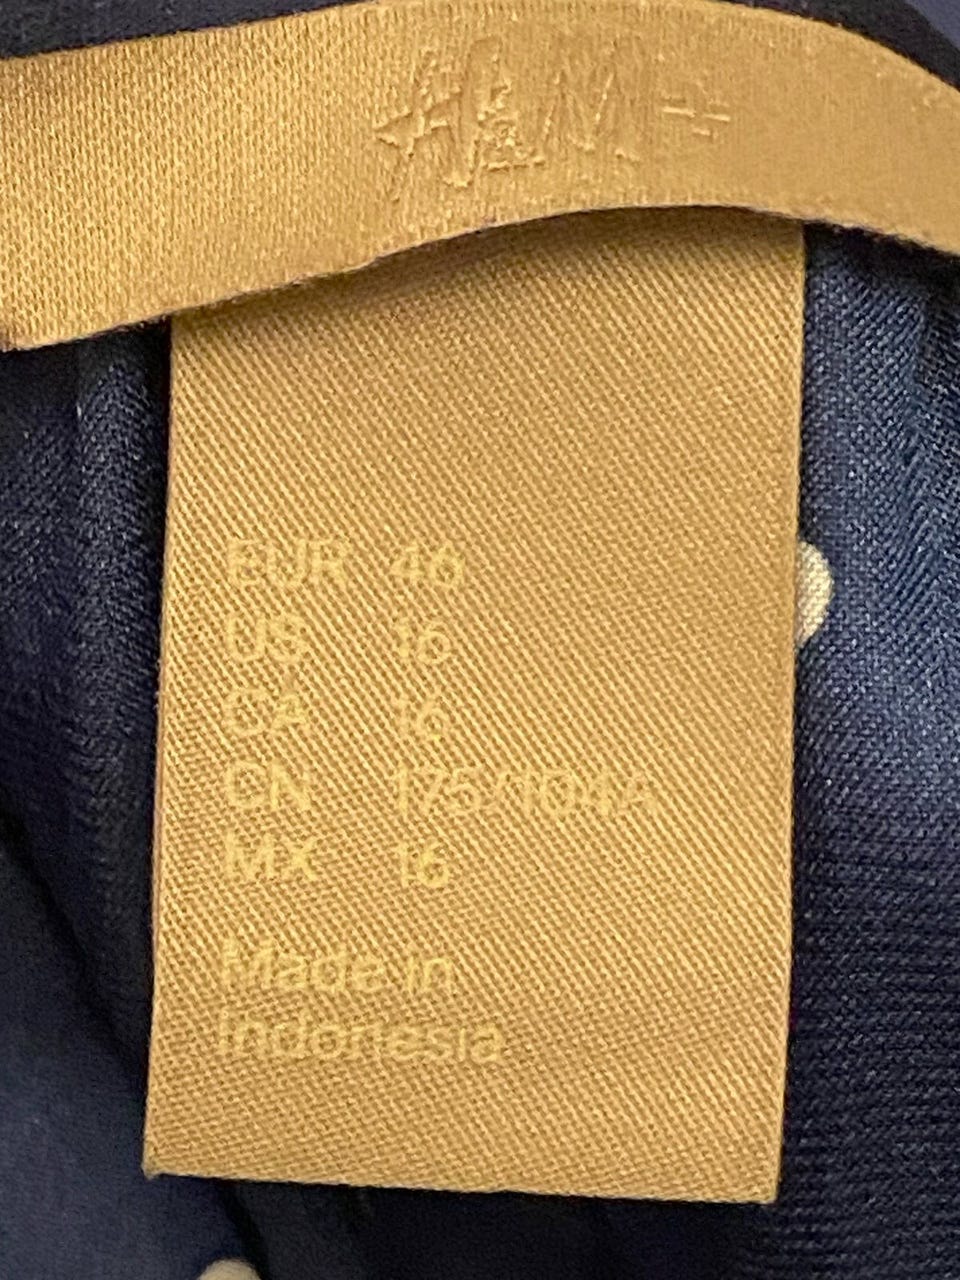 H&M+
EUR 46
US 16
CA 16
CN 175/104A
MX 16
Made in
Indonesia